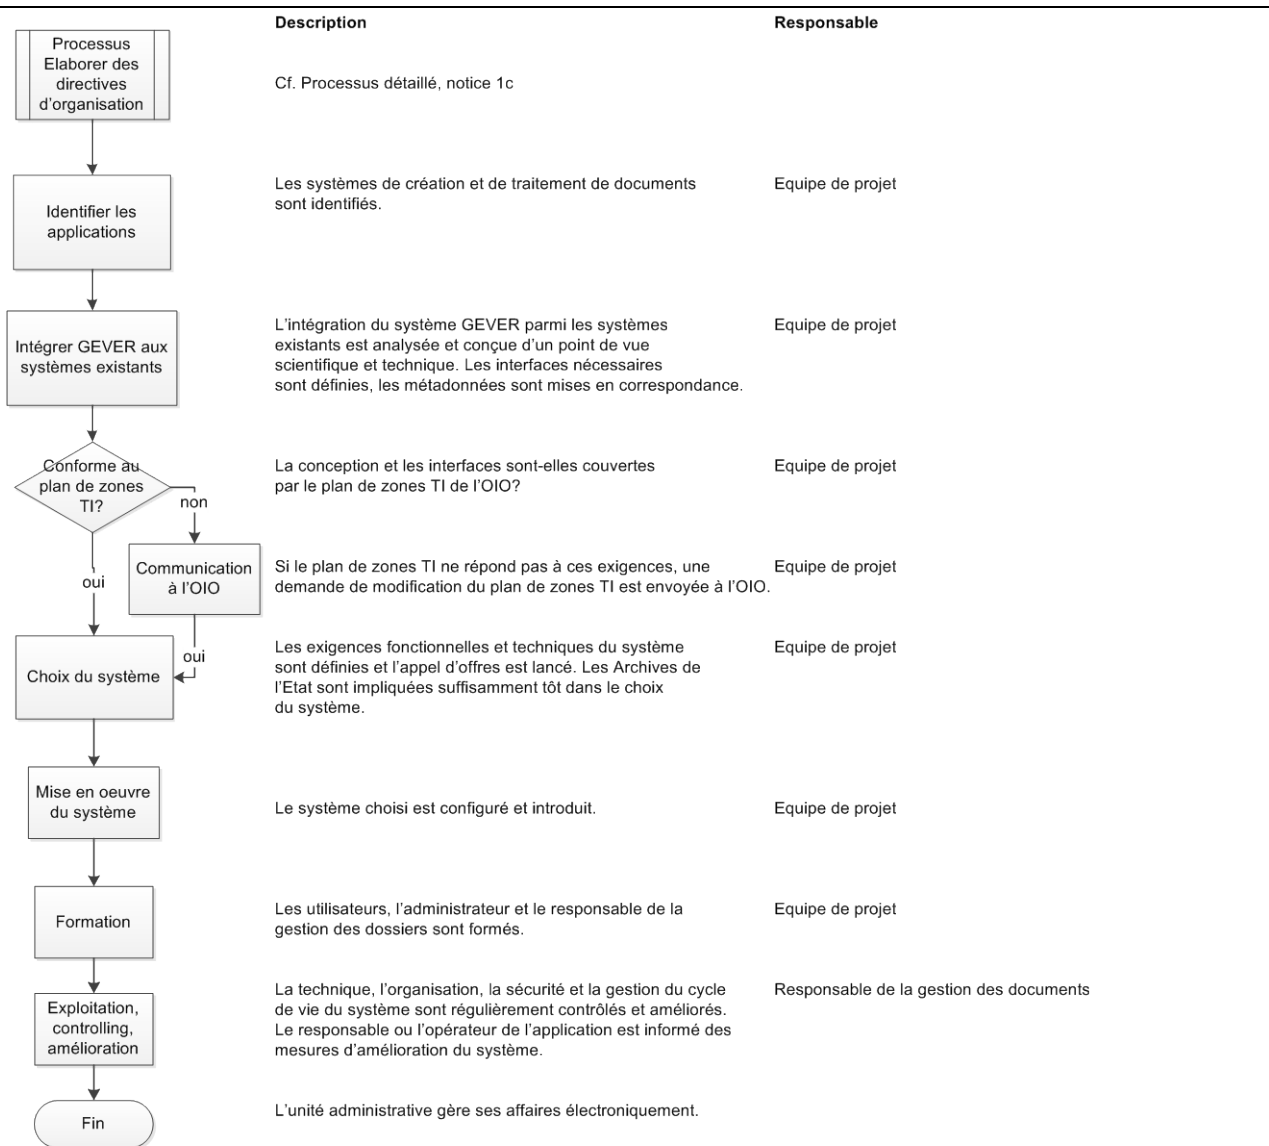 Description
Responsable
Processus
Elaborer des
directives
d'organisation
Cf. Processus détaillé, notice 1c
Identifier les
applications
Les systèmes de création et de traitement de documents
sont identifiés.
Equipe de projet
Intégrer GEVER aux
systèmes existants
L'intégration du système GEVER parmi les systèmes
existants est analysée et conçue d'un point de vue
scientifique et technique. Les interfaces nécessaires
sont définies, les métadonnées sont mises en correspondance.
Equipe de projet
Conforme au
plan de zones
TI?
La conception et les interfaces sont-elles couvertes
par le plan de zones TI de l'OIO?
Equipe de projet
non
oui
Communication
à l'OIO
Si le plan de zones TI ne répond pas à ces exigences, une
demande de modification du plan de zones TI est envoyée à l'OIO.
Equipe de projet
oui
Choix du système
Les exigences fonctionnelles et techniques du système
sont définies et l'appel d'offres est lancé. Les Archives de
l'Etat sont impliquées suffisamment tôt dans le choix
du système.
Equipe de projet
Mise en oeuvre
du système
Le système choisi est configuré et introduit.
Equipe de projet
Formation
Les utilisateurs, l'administrateur et le responsable de la
gestion des dossiers sont formés.
Equipe de projet
Exploitation,
controlling,
amélioration
La technique, l'organisation, la sécurité et la gestion du cycle
de vie du système sont régulièrement contrôlés et améliorés.
Le responsable ou l'opérateur de l'application est informé des
mesures d'amélioration du système.
Responsable de la gestion des documents
Fin
L'unité administrative gère ses affaires électroniquement.